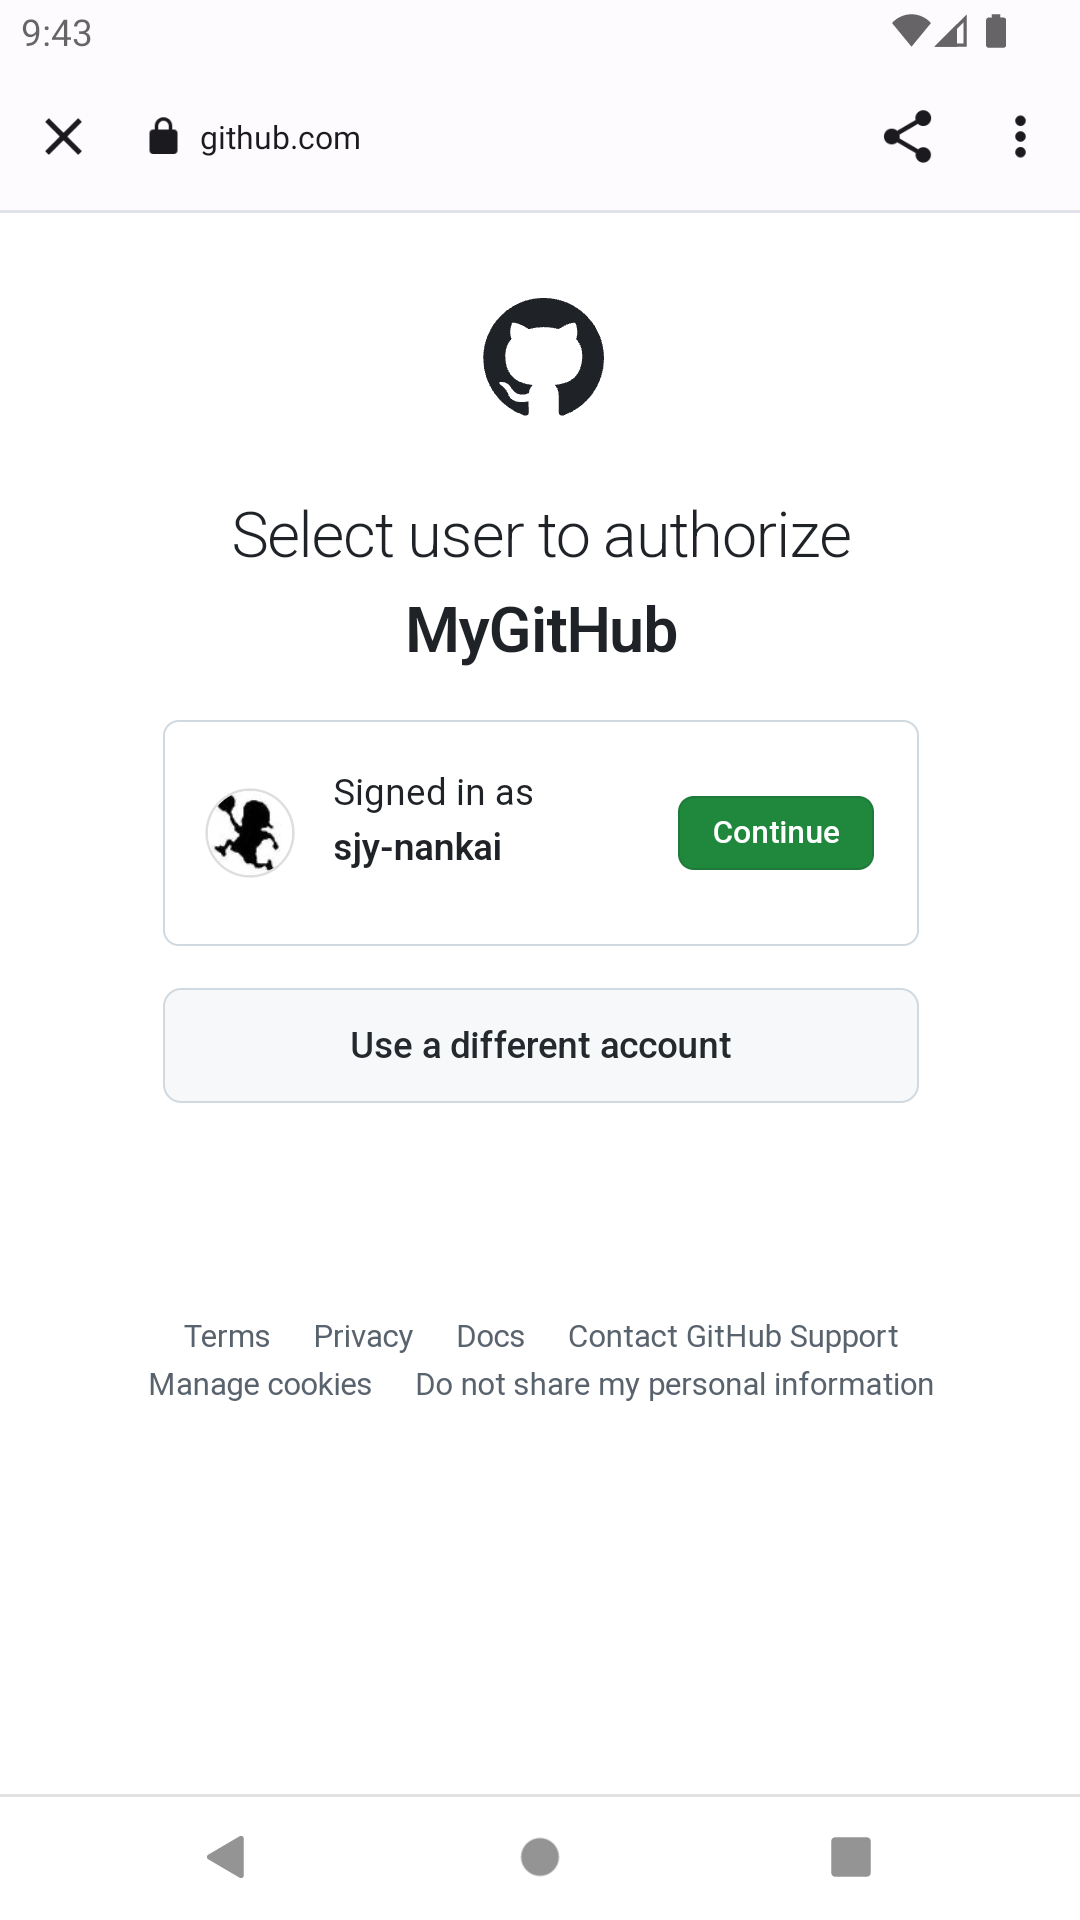 9:43
github.com
Select user to authorize
MyGitHub
Signed in as
sjy-nankai
Continue
Use a different account
Terms Privacy Docs Contact GitHub Support
Manage cookies Do not share my personal information